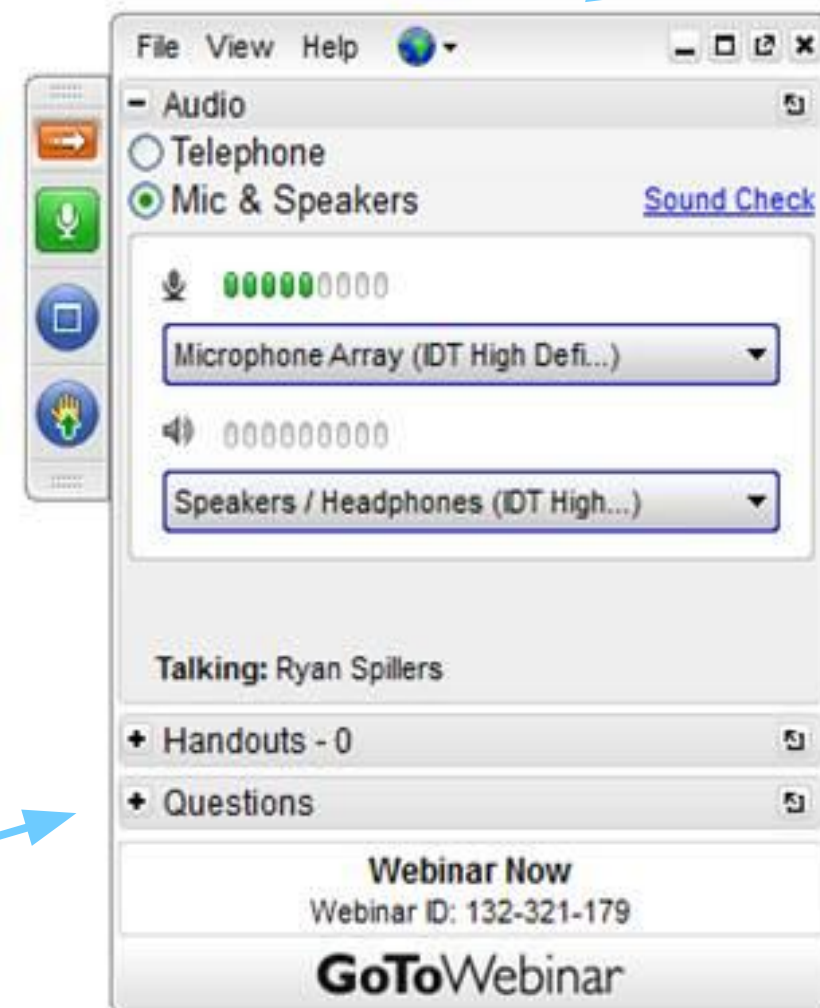 File View Help
Audio
Telephone
Mic & Speakers Sound Check
Microphone Array (IDT High Defi...)
Speakers / Headphones (IDT High...)
Talking: Ryan Spillers
Handouts - 0
Questions
Webinar Now
Webinar ID: 132-321-179
GoToWebinar